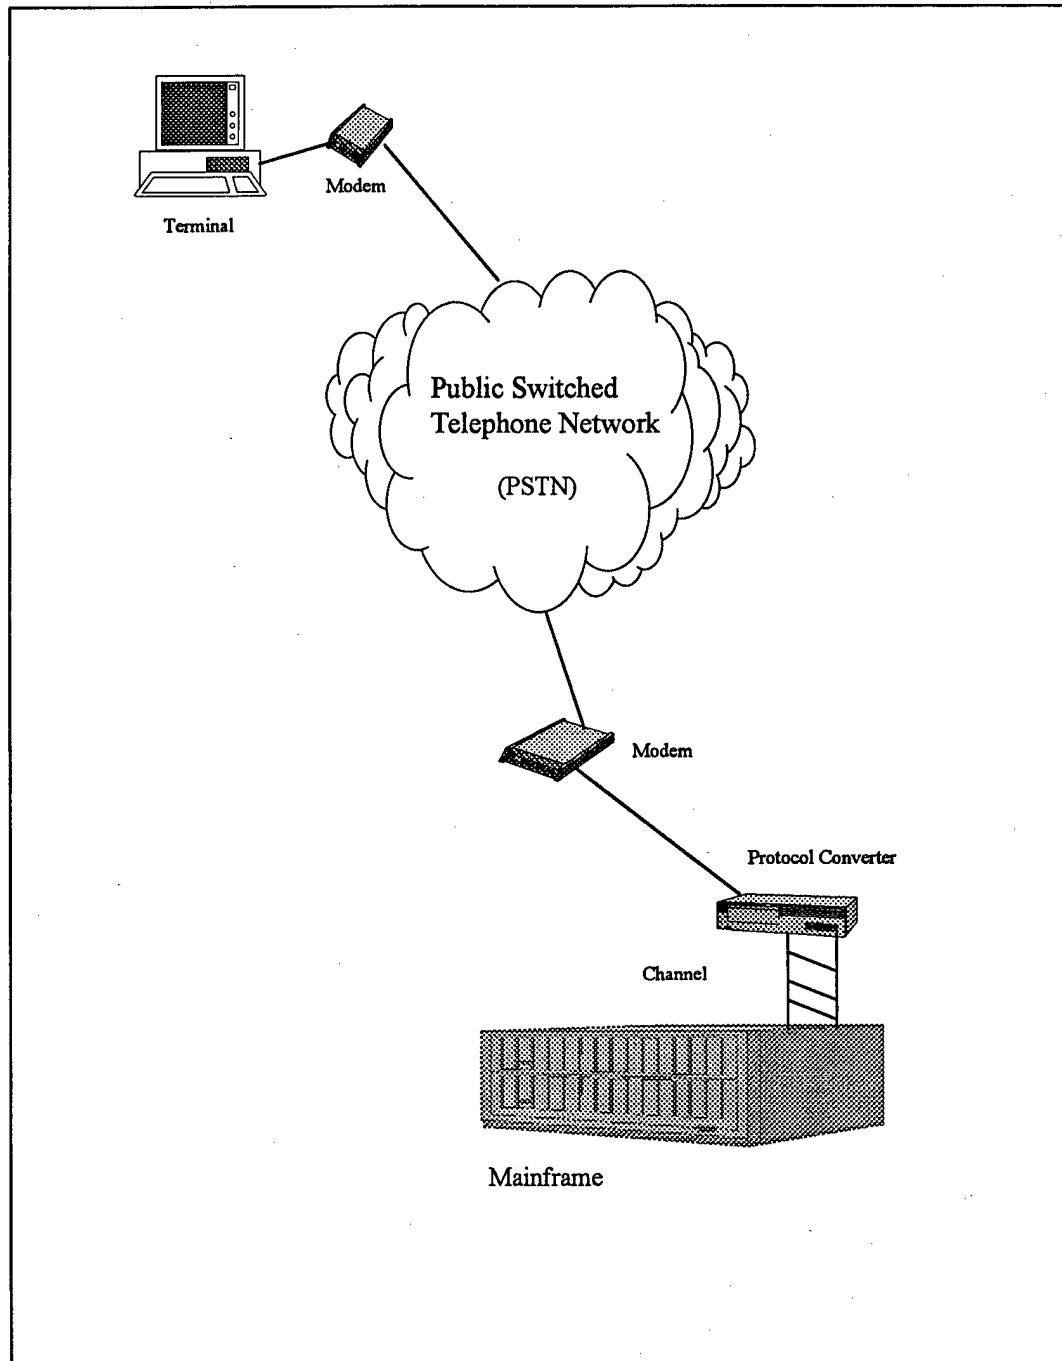 Modem
Terminal
Public Switched
Telephone Network
(PSTN)
Modem
Protocol Converter
Channel
Mainframe